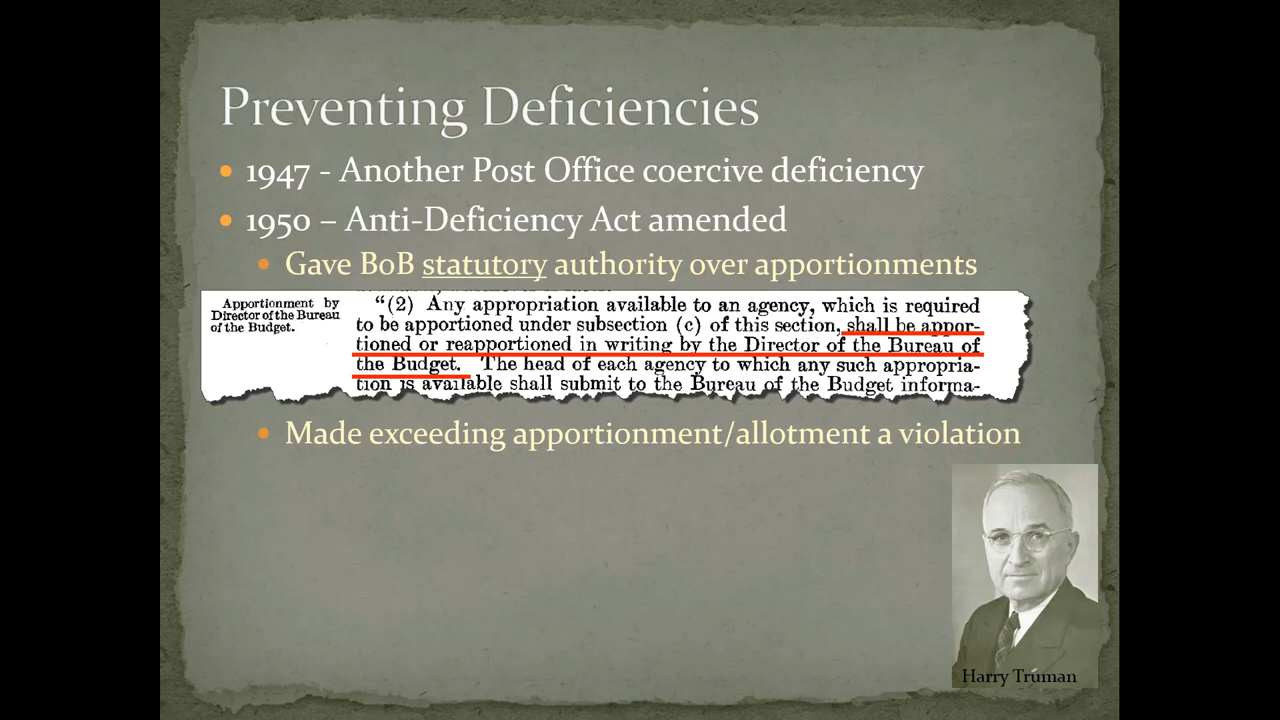 Preventing Deficiencies
1947 - Another Post Office coercive deficiency
1950 – Anti-Deficiency Act amended
Gave BoB statutory authority over apportionments
Apportionment by
Director of the Bureau
of the Budget.
"(2) Any appropriation available to an agency, which is required
to be apportioned under subsection (c) of this section, shall be appor-
tioned or reapportioned in writing by the Director of the Bureau of
the Budget. The head of each agency to which any such appropria-
tion is available shall submit to the Bureau of the Budget informa-
Made exceeding apportionment/allotment a violation
Harry Truman